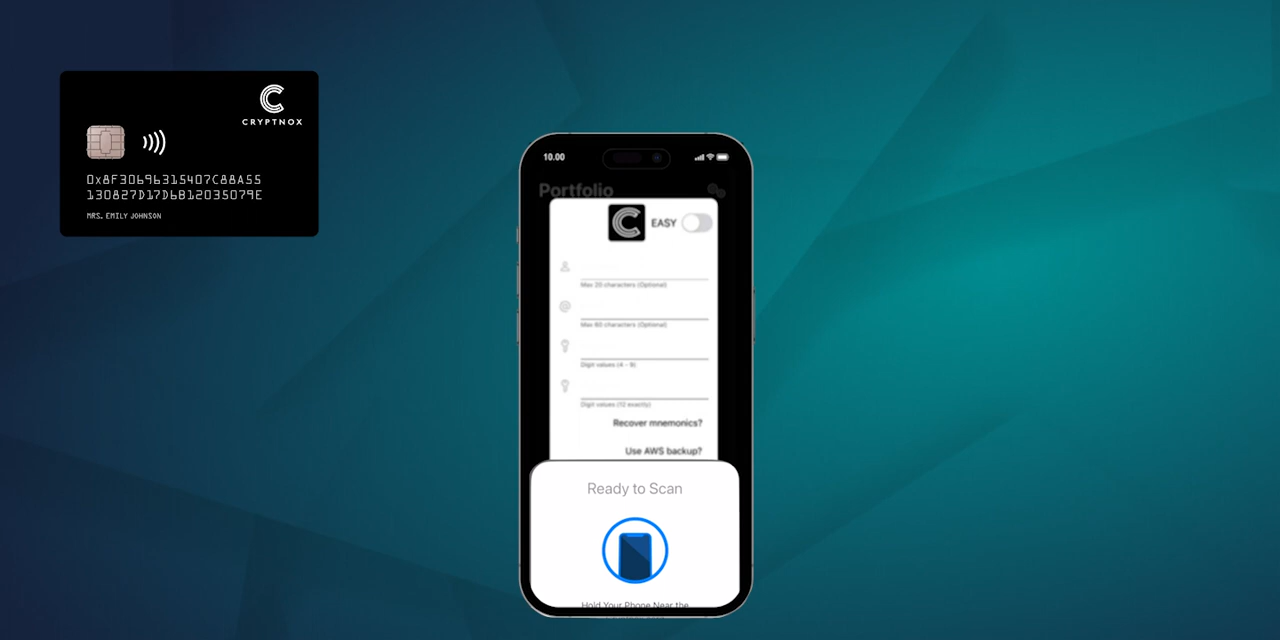 CRYPTNOX
0x8F30696315407C88A55
130827D17D6B12035079E
MRS. EMILY JOHNSON
10.00
Portfolio
EASY
Max 20 characters (Optional)
Max 60 characters (Optional)
Digit values (4 - 9)
Digit values (12 exactly)
Recover mnemonics?
Use AWS backup?
Ready to Scan
Hold Your Phone Near the